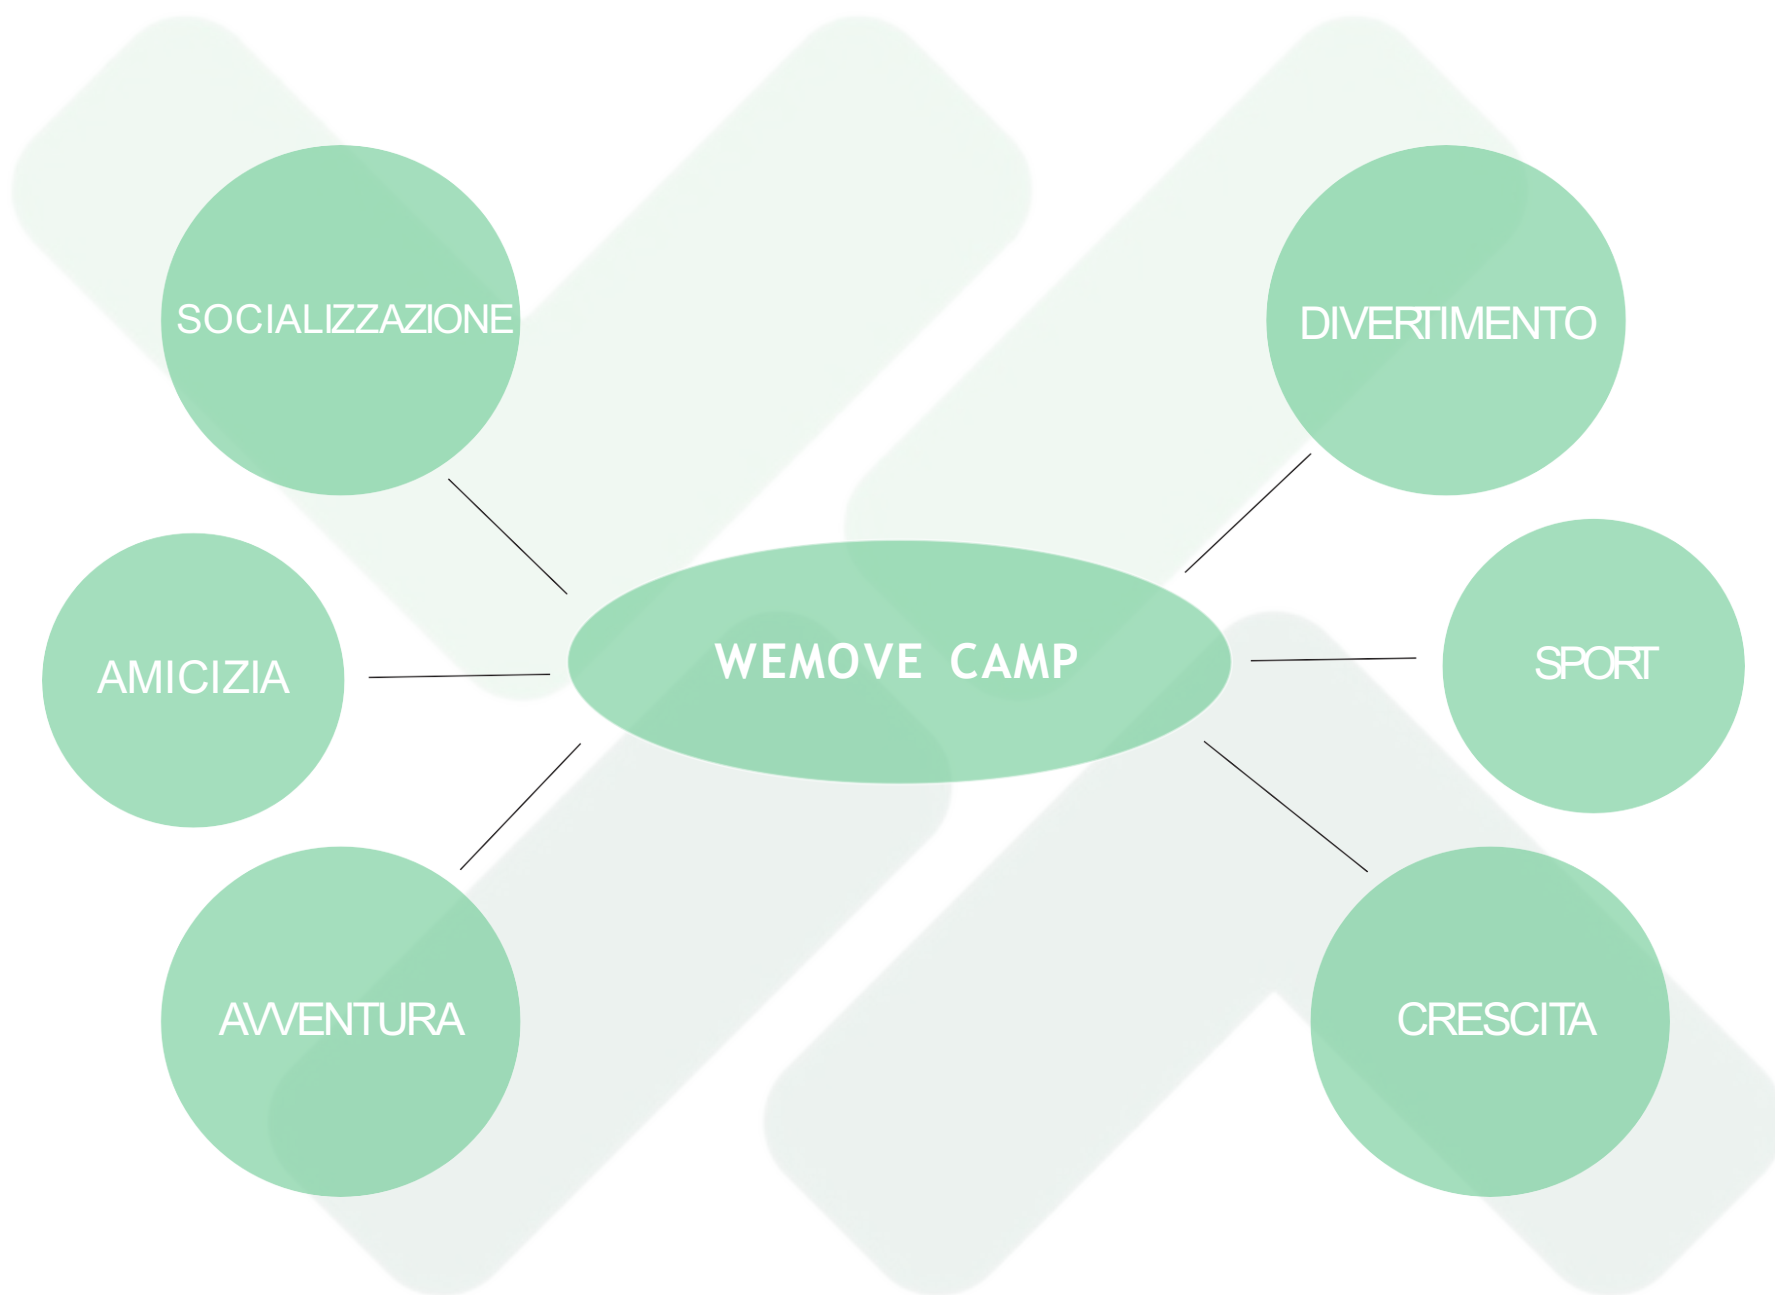 SOCIALIZZAZIONE
DIVERTIMENTO
AMICIZIA
WEMOVE CAMP
SPORT
AVVENTURA
CRESCITA